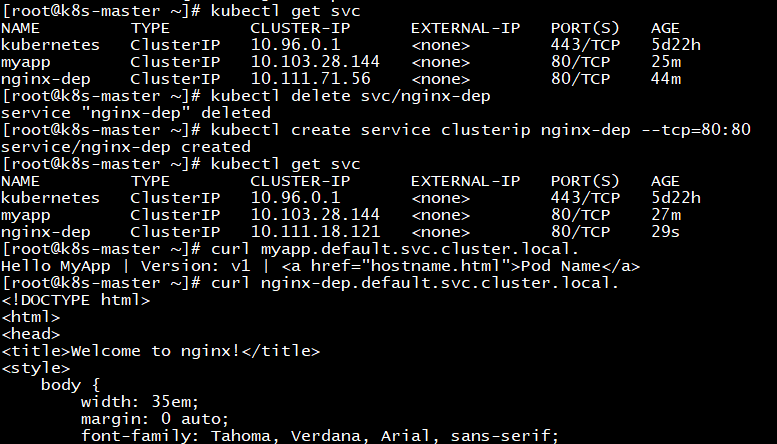 [root@k8s-master ~]# kubectl get svc
NAME TYPE CLUSTER-IP EXTERNAL-IP PORT(S) AGE
kubernetes ClusterIP 10.96.0.1 <none> 443/TCP 5d22h
myapp ClusterIP 10.103.28.144 <none> 80/TCP 25m
nginx-dep ClusterIP 10.111.71.56 <none> 80/TCP 44m
[root@k8s-master ~]# kubectl delete svc/nginx-dep
service "nginx-dep" deleted
[root@k8s-master ~]# kubectl create service clusterip nginx-dep --tcp=80:80
service/nginx-dep created
[root@k8s-master ~]# kubectl get svc
NAME TYPE CLUSTER-IP EXTERNAL-IP PORT(S) AGE
kubernetes ClusterIP 10.96.0.1 <none> 443/TCP 5d22h
myapp ClusterIP 10.103.28.144 <none> 80/TCP 27m
nginx-dep ClusterIP 10.111.18.121 <none> 80/TCP 29s
[root@k8s-master ~]# curl myapp.default.svc.cluster.local.
Hello MyApp | Version: v1 | <a href="hostname.html">Pod Name</a>
[root@k8s-master ~]# curl nginx-dep.default.svc.cluster.local.
<!DOCTYPE html>
<html>
<head>
<title>Welcome to nginx!</title>
<style>
body {
width: 35em;
margin: 0 auto;
font-family: Tahoma, Verdana, Arial, sans-serif;